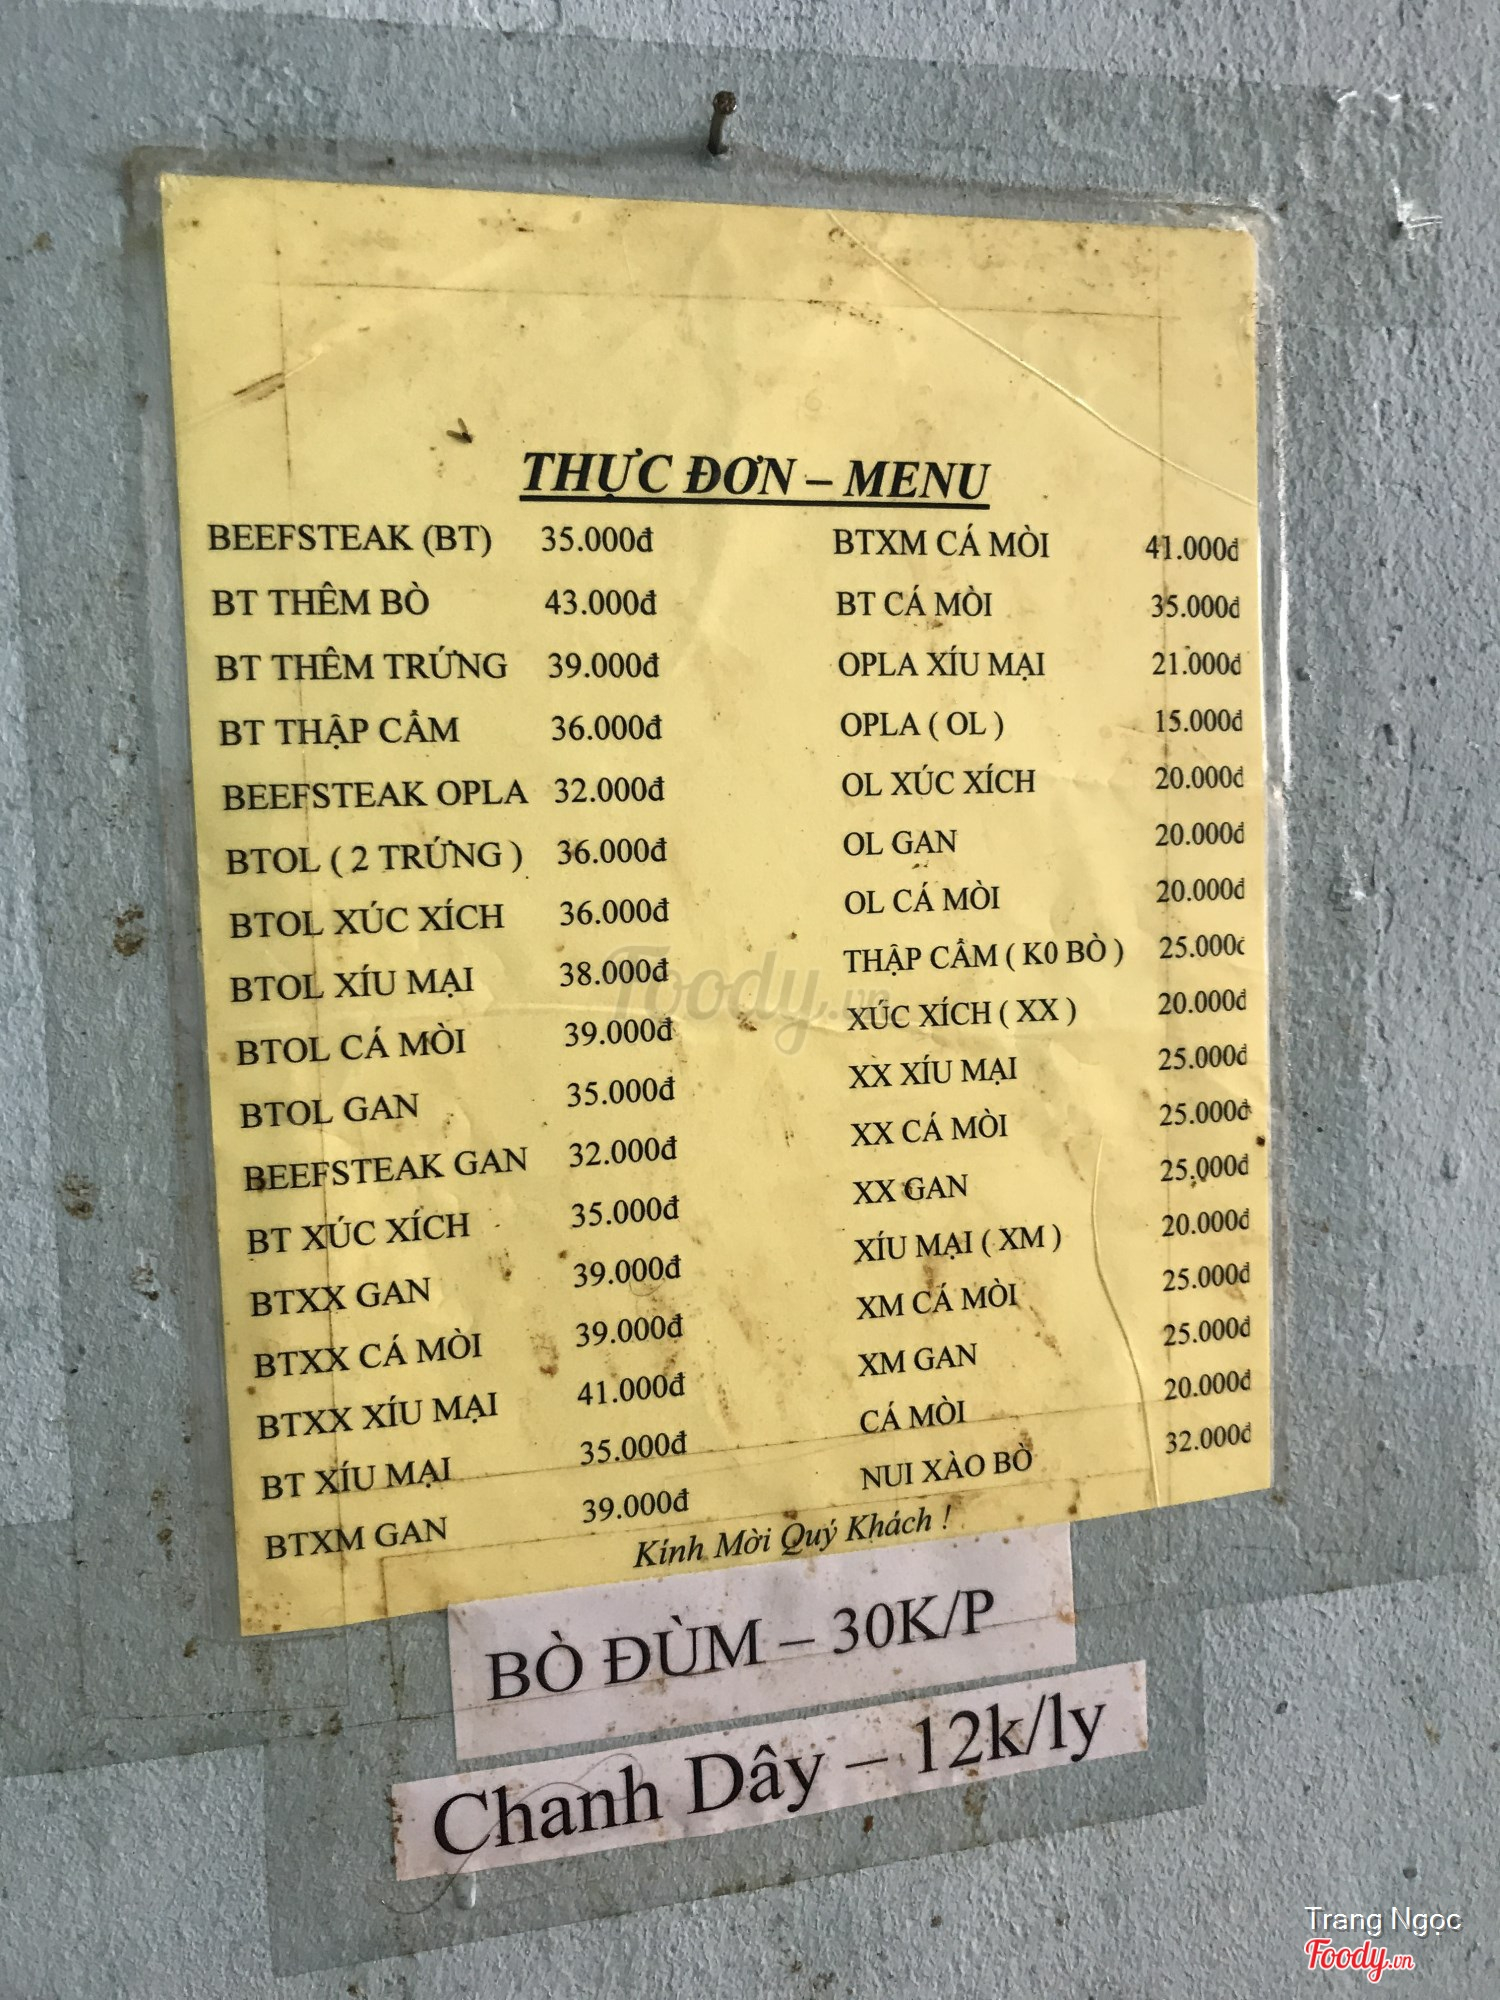 THỰC ĐƠN – MENU
BEEFSTEAK (BT) 35.000đ
BT THÊM BÒ 43.000đ
BT THÊM TRỨNG 39.000đ
BT THẬP CẨM 36.000đ
BEEFSTEAK OPLA 32.000đ
BTOL ( 2 TRỨNG ) 36.000đ
BTOL XÚC XÍCH 36.000đ
BTOL XÍU MẠI 38.000đ
BTOL CÁ MÒI 39.000đ
BTOL GAN 35.000đ
BEEFSTEAK GAN 32.000đ
BT XÚC XÍCH 35.000đ
BTXX GAN 39.000đ
BTXX CÁ MÒI 39.000đ
BTXX XÍU MẠI 41.000đ
BT XÍU MẠI 35.000đ
BTXM GAN 39.000đ
BTXM CÁ MÒI 41.000đ
BT CÁ MÒI 35.000đ
OPLA XÍU MẠI 21.000đ
OPLA ( OL ) 15.000đ
OL XÚC XÍCH 20.000đ
OL GAN 20.000đ
OL CÁ MÒI 20.000đ
THẬP CẨM ( K0 BÒ ) 25.000đ
XÚC XÍCH ( XX ) 20.000đ
XX XÍU MẠI 25.000đ
XX CÁ MÒI 25.000đ
XX GAN 25.000đ
XÍU MẠI ( XM ) 20.000đ
XM CÁ MÒI 25.000đ
XM GAN 25.000đ
CÁ MÒI 20.000đ
NUI XÀO BÒ 32.000đ
Kính Mời Quý Khách !
BÒ ĐÙM – 30K/P
Chanh Dây – 12k/ly
Foody.vn
Trang Ngọc
Foody.vn